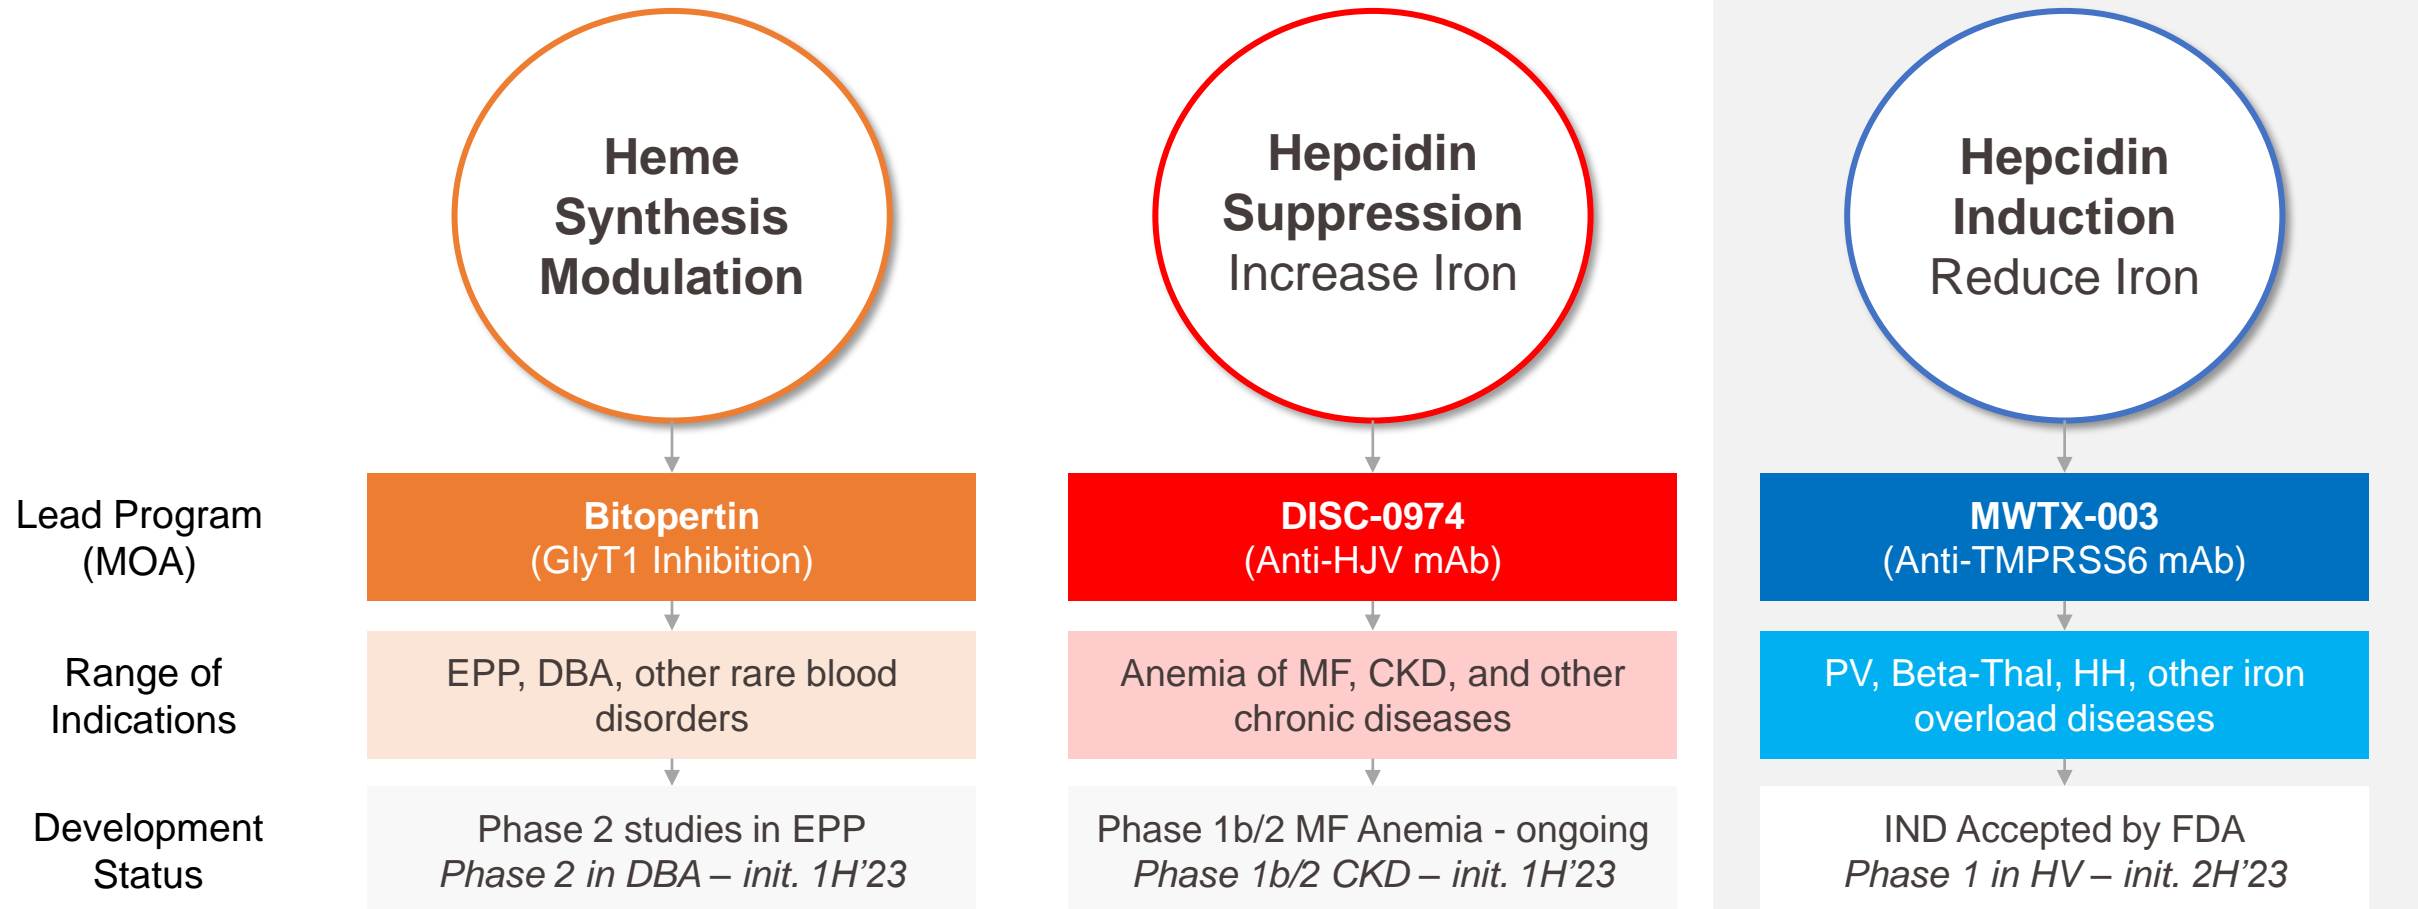 Heme
Synthesis
Modulation
Hepcidin
Suppression
Increase Iron
Hepcidin
Induction
Reduce Iron
Lead Program
(MOA)
Bitopertin
(GlyT1 Inhibition)
DISC-0974
(Anti-HJV mAb)
MWTX-003
(Anti-TMPRSS6 mAb)
Range of
Indications
EPP, DBA, other rare blood
disorders
Anemia of MF, CKD, and other
chronic diseases
PV, Beta-Thal, HH, other iron
overload diseases
Development
Status
Phase 2 studies in EPP
Phase 2 in DBA – init. 1H’23
Phase 1b/2 MF Anemia - ongoing
Phase 1b/2 CKD – init. 1H’23
IND Accepted by FDA
Phase 1 in HV – init. 2H’23